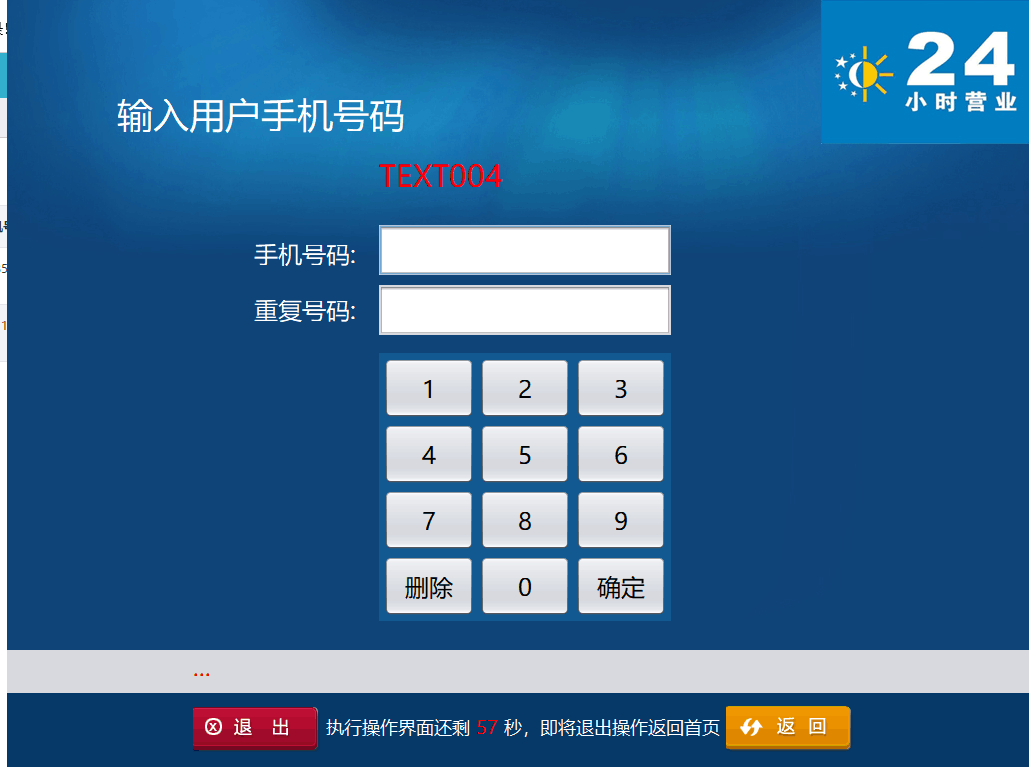 24
小时营业
输入用户手机号码
TEXT004
手机号码:
重复号码:
1 2 3
4 5 6
7 8 9
删除 0 确定
...
退 出 执行操作界面还剩 57 秒，即将退出操作返回首页 返 回